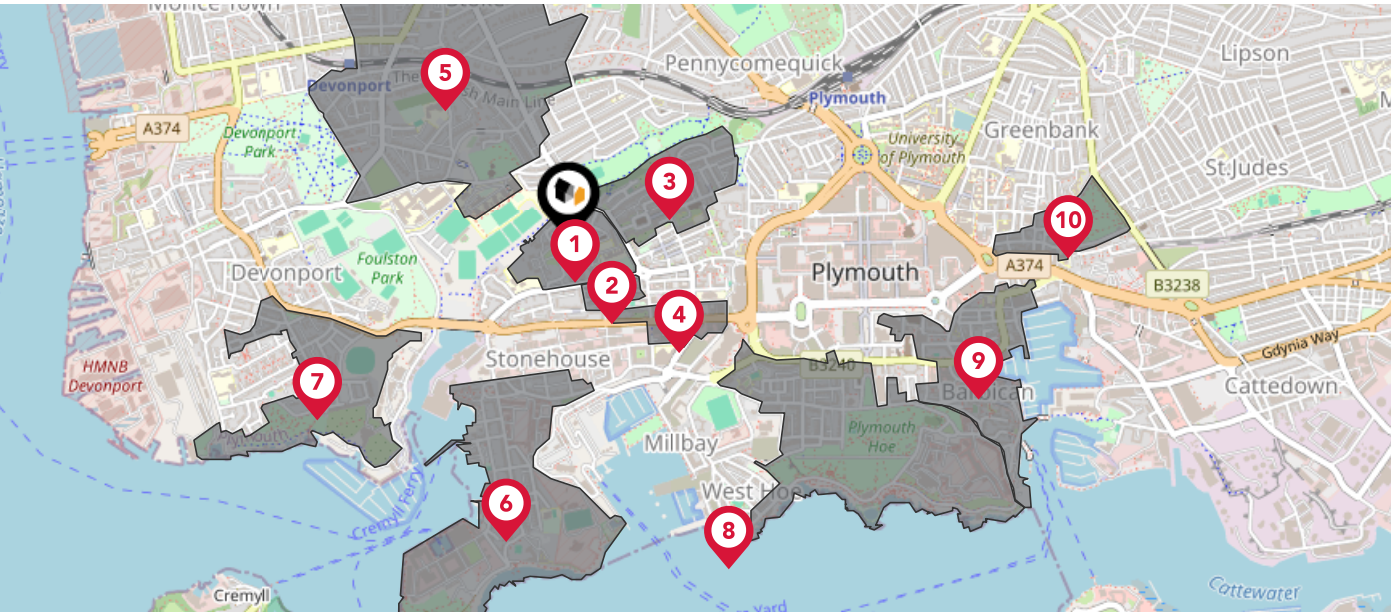 Morice Town
Lipson
Pennycomequick
5
Devonport
The
sh Main Line
Plymouth
A374
Devonport
Park
University
of Plymouth
Greenbank
St.Judes
3
10
1
Devonport
Foulston
Park
Plymouth
A374
B3238
2
4
Gdynia Way
Stonehouse
B3240
9
HMNB
Devonport
7
Barbican
Cattedown
Plymouth
Plymouth
Hoe
Millbay
6
West Hoe
8
Cremyll Ferry
Cremyll
Cattewater
Yard